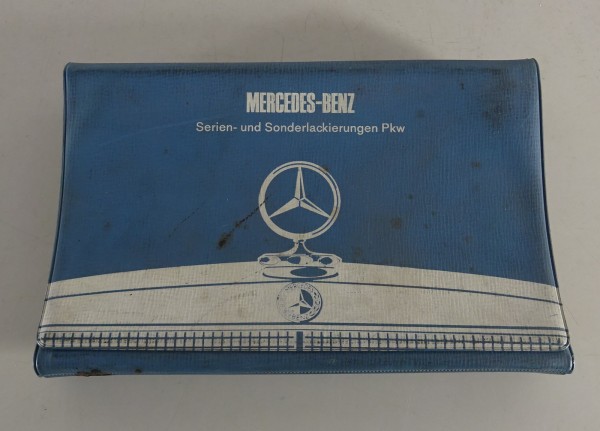 MERCEDES-BENZ
Serien- und Sonderlackierungen Pkw